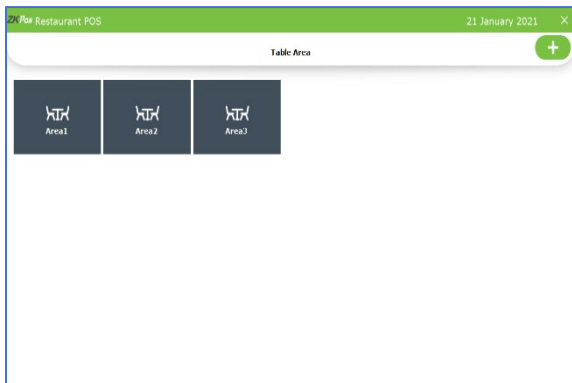 ZKPos Restaurant POS 21 January 2021 X
Table Area
+
Area1 Area2 Area3